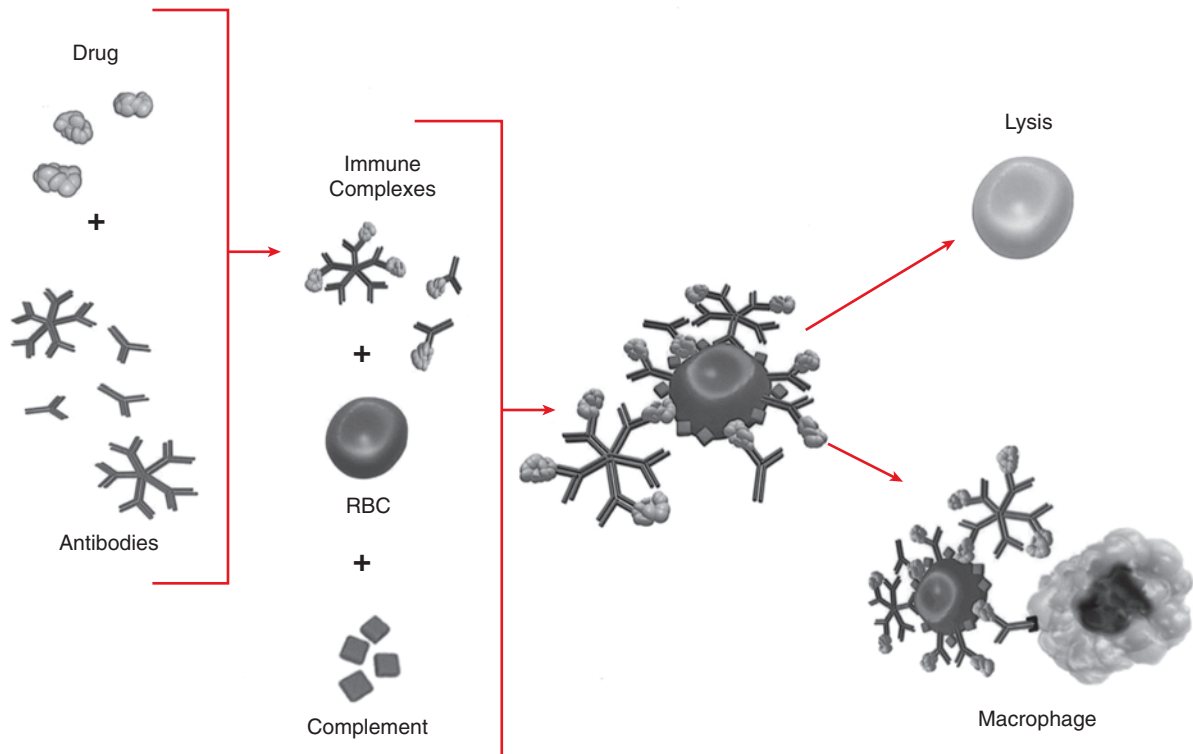 Drug
+
Antibodies
Immune
Complexes
+
RBC
+
Complement
Lysis
Macrophage